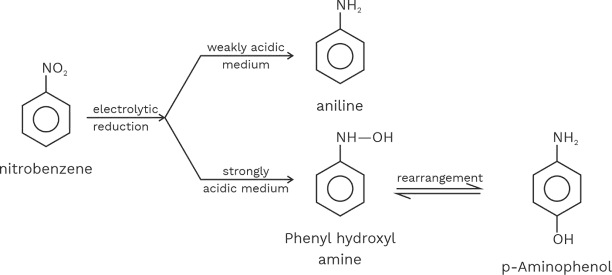 NH₂
weakly acidic
medium
aniline
NO₂
electrolytic
reduction
nitrobenzene
NH—OH
strongly
acidic medium
Phenyl hydroxyl
amine
rearrangement
NH₂
OH
p-Aminophenol